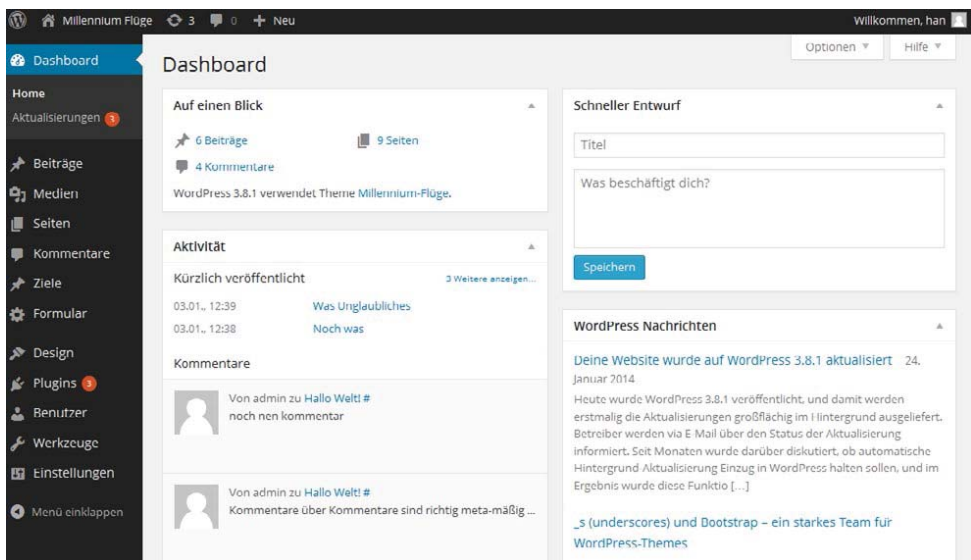 Millennium Flüge 3 0 + Neu Willkommen, han
Dashboard
Home
Aktualisierungen 3
Beiträge
Medien
Seiten
Kommentare
Ziele
Formular
Design
Plugins 3
Benutzer
Werkzeuge
Einstellungen
Menü einklappen
Optionen Hilfe
Dashboard
Auf einen Blick
6 Beiträge 9 Seiten
4 Kommentare
WordPress 3.8.1 verwendet Theme Millennium-Flüge.
Aktivität
Kürzlich veröffentlicht 3 Weitere anzeigen...
03.01., 12:39 Was Unglaubliches
03.01., 12:38 Noch was
Kommentare
Von admin zu Hallo Welt! #
noch nen kommentar
Von admin zu Hallo Welt! #
Kommentare über Kommentare sind richtig meta-mäßig ...
Schneller Entwurf
Titel
Was beschäftigt dich?
Speichern
WordPress Nachrichten
Deine Website wurde auf WordPress 3.8.1 aktualisiert 24.
Januar 2014
Heute wurde WordPress 3.8.1 veröffentlicht, und damit werden
erstmalig die Aktualisierungen großflächig im Hintergrund ausgeliefert.
Betreiber werden via E-Mail über den Status der Aktualisierung
informiert. Seit Monaten wurde darüber diskutiert, ob automatische
Hintergrund-Aktualisierung Einzug in WordPress halten sollen, und im
Ergebnis wurde diese Funktio [...]
_s (underscores) und Bootstrap – ein starkes Team für
WordPress-Themes